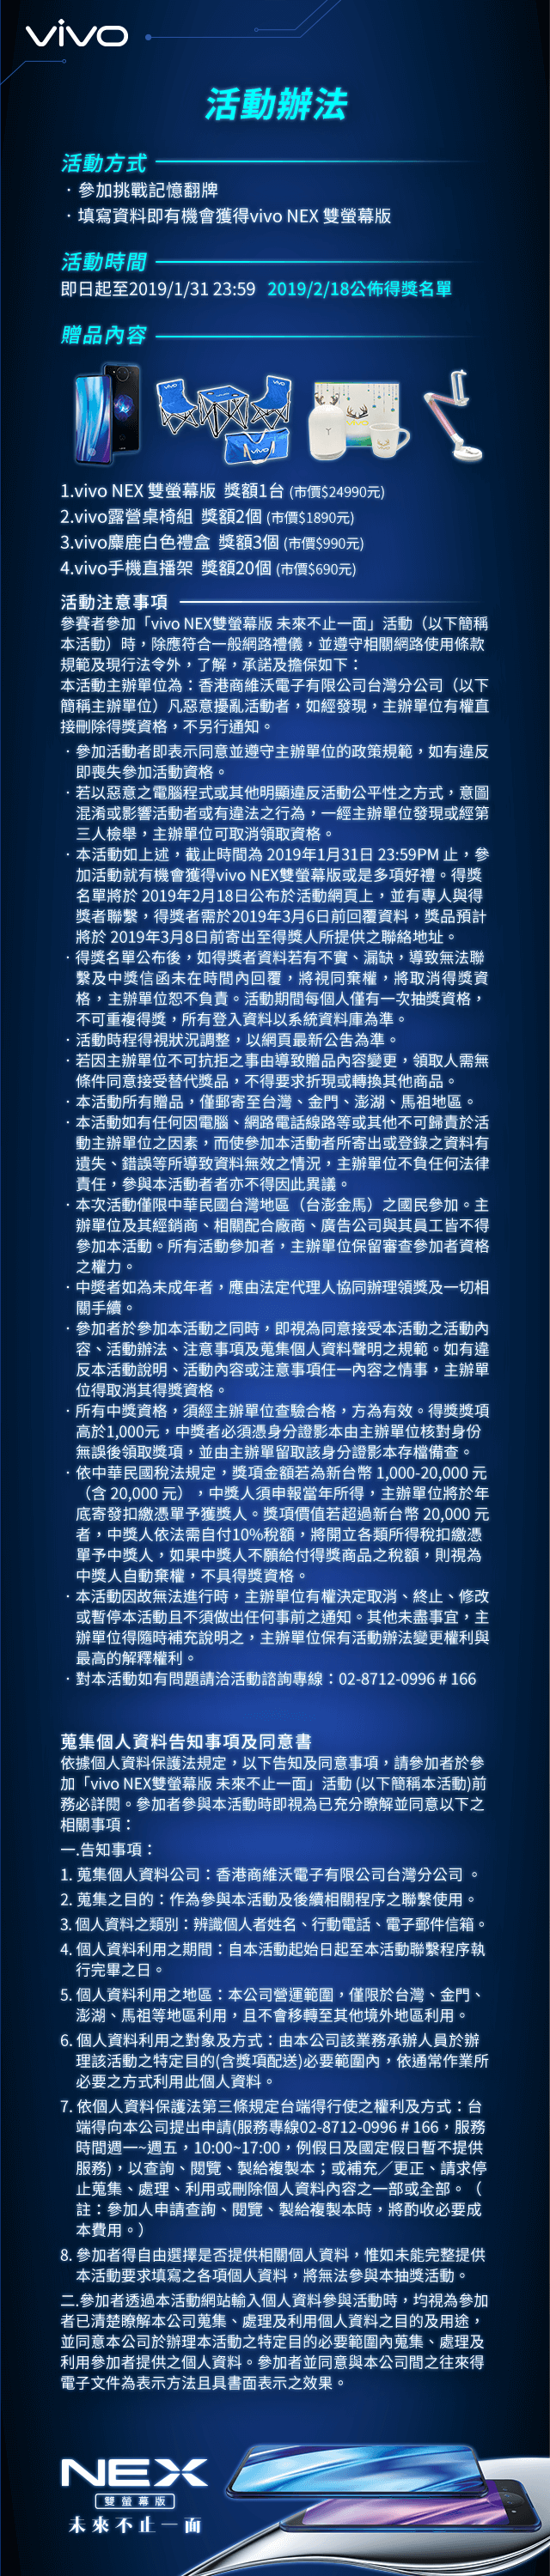 vivo
活動辦法
活動方式
· 參加挑戰記憶翻牌
· 填寫資料即有機會獲得vivo NEX 雙螢幕版
活動時間
即日起至2019/1/31 23:59 2019/2/18公佈得獎名單
贈品內容
vivo vivo
vivo
1.vivo NEX 雙螢幕版 獎額1台 (市價$24990元)
2.vivo露營桌椅組 獎額2個 (市價$1890元)
3.vivo麋鹿白色禮盒 獎額3個 (市價$990元)
4.vivo手機直播架 獎額20個 (市價$690元)
活動注意事項
參賽者參加「vivo NEX雙螢幕版 未來不止一面」活動（以下簡稱
本活動）時，除應符合一般網路禮儀，並遵守相關網路使用條款
規範及現行法令外，了解，承諾及擔保如下：
本活動主辦單位為：香港商維沃電子有限公司台灣分公司（以下
簡稱主辦單位）凡惡意擾亂活動者，如經發現，主辦單位有權直
接刪除得獎資格，不另行通知。
· 參加活動者即表示同意並遵守主辦單位的政策規範，如有違反
即喪失參加活動資格。
· 若以惡意之電腦程式或其他明顯違反活動公平性之方式，意圖
混淆或影響活動者或有違法之行為，一經主辦單位發現或經第
三人檢舉，主辦單位可取消領取資格。
· 本活動如上述，截止時間為 2019年1月31日 23:59PM 止，參
加活動就有機會獲得vivo NEX雙螢幕版或是多項好禮。得獎
名單將於 2019年2月18日公布於活動網頁上，並有專人與得
獎者聯繫，得獎者需於2019年3月6日前回覆資料，獎品預計
將於 2019年3月8日前寄出至得獎人所提供之聯絡地址。
· 得獎名單公布後，如得獎者資料若有不實、漏缺，導致無法聯
繫及中獎信函未在時間內回覆，將視同棄權，將取消得獎資
格，主辦單位恕不負責。活動期間每個人僅有一次抽獎資格，
不可重複得獎，所有登入資料以系統資料庫為準。
· 活動時程得視狀況調整，以網頁最新公告為準。
· 若因主辦單位不可抗拒之事由導致贈品內容變更，領取人需無
條件同意接受替代獎品，不得要求折現或轉換其他商品。
· 本活動所有贈品，僅郵寄至台灣、金門、澎湖、馬祖地區。
· 本活動如有任何因電腦、網路電話線路等或其他不可歸責於活
動主辦單位之因素，而使參加本活動者所寄出或登錄之資料有
遺失、錯誤等所導致資料無效之情況，主辦單位不負任何法律
責任，參與本活動者者亦不得因此異議。
· 本次活動僅限中華民國台灣地區（台澎金馬）之國民參加。主
辦單位及其經銷商、相關配合廠商、廣告公司與其員工皆不得
參加本活動。所有活動參加者，主辦單位保留審查參加者資格
之權力。
· 中獎者如為未成年者，應由法定代理人協同辦理領獎及一切相
關手續。
· 參加者於參加本活動之同時，即視為同意接受本活動之活動內
容、活動辦法、注意事項及蒐集個人資料聲明之規範。如有違
反本活動說明、活動內容或注意事項任一內容之情事，主辦單
位得取消其得獎資格。
· 所有中獎資格，須經主辦單位查驗合格，方為有效。得獎獎項
高於1,000元，中獎者必須憑身分證影本由主辦單位核對身份
無誤後領取獎項，並由主辦單留取該身分證影本存檔備查。
· 依中華民國稅法規定，獎項金額若為新台幣 1,000-20,000 元
（含 20,000 元），中獎人須申報當年所得，主辦單位將於年
底寄發扣繳憑單予獲獎人。獎項價值若超過新台幣 20,000 元
者，中獎人依法需自付10%稅額，將開立各類所得稅扣繳憑
單予中獎人，如果中獎人不願給付得獎商品之稅額，則視為
中獎人自動棄權，不具得獎資格。
· 本活動因故無法進行時，主辦單位有權決定取消、終止、修改
或暫停本活動且不須做出任何事前之通知。其他未盡事宜，主
辦單位得隨時補充說明之，主辦單位保有活動辦法變更權利與
最高的解釋權利。
· 對本活動如有問題請洽活動諮詢專線：02-8712-0996 # 166
蒐集個人資料告知事項及同意書
依據個人資料保護法規定，以下告知及同意事項，請參加者於參
加「vivo NEX雙螢幕版 未來不止一面」活動 (以下簡稱本活動)前
務必詳閱。參加者參與本活動時即視為已充分瞭解並同意以下之
相關事項：
一.告知事項：
1. 蒐集個人資料公司：香港商維沃電子有限公司台灣分公司 。
2. 蒐集之目的：作為參與本活動及後續相關程序之聯繫使用。
3. 個人資料之類別：辨識個人者姓名、行動電話、電子郵件信箱。
4. 個人資料利用之期間：自本活動起始日起至本活動聯繫程序執
行完畢之日。
5. 個人資料利用之地區：本公司營運範圍，僅限於台灣、金門、
澎湖、馬祖等地區利用，且不會移轉至其他境外地區利用。
6. 個人資料利用之對象及方式：由本公司該業務承辦人員於辦
理該活動之特定目的(含獎項配送)必要範圍內，依通常作業所
必要之方式利用此個人資料。
7. 依個人資料保護法第三條規定台端得行使之權利及方式：台
端得向本公司提出申請(服務專線02-8712-0996 # 166，服務
時間週一~週五，10:00~17:00，例假日及國定假日暫不提供
服務)，以查詢、閱覽、製給複製本；或補充／更正、請求停
止蒐集、處理、利用或刪除個人資料內容之一部或全部。（
註：參加人申請查詢、閱覽、製給複製本時，將酌收必要成
本費用。）
8. 參加者得自由選擇是否提供相關個人資料，惟如未能完整提供
本活動要求填寫之各項個人資料，將無法參與本抽獎活動。
二.參加者透過本活動網站輸入個人資料參與活動時，均視為參加
者已清楚瞭解本公司蒐集、處理及利用個人資料之目的及用途，
並同意本公司於辦理本活動之特定目的必要範圍內蒐集、處理及
利用參加者提供之個人資料。參加者並同意與本公司間之往來得
電子文件為表示方法且具書面表示之效果。
NEX
雙螢幕版
未來不止一面